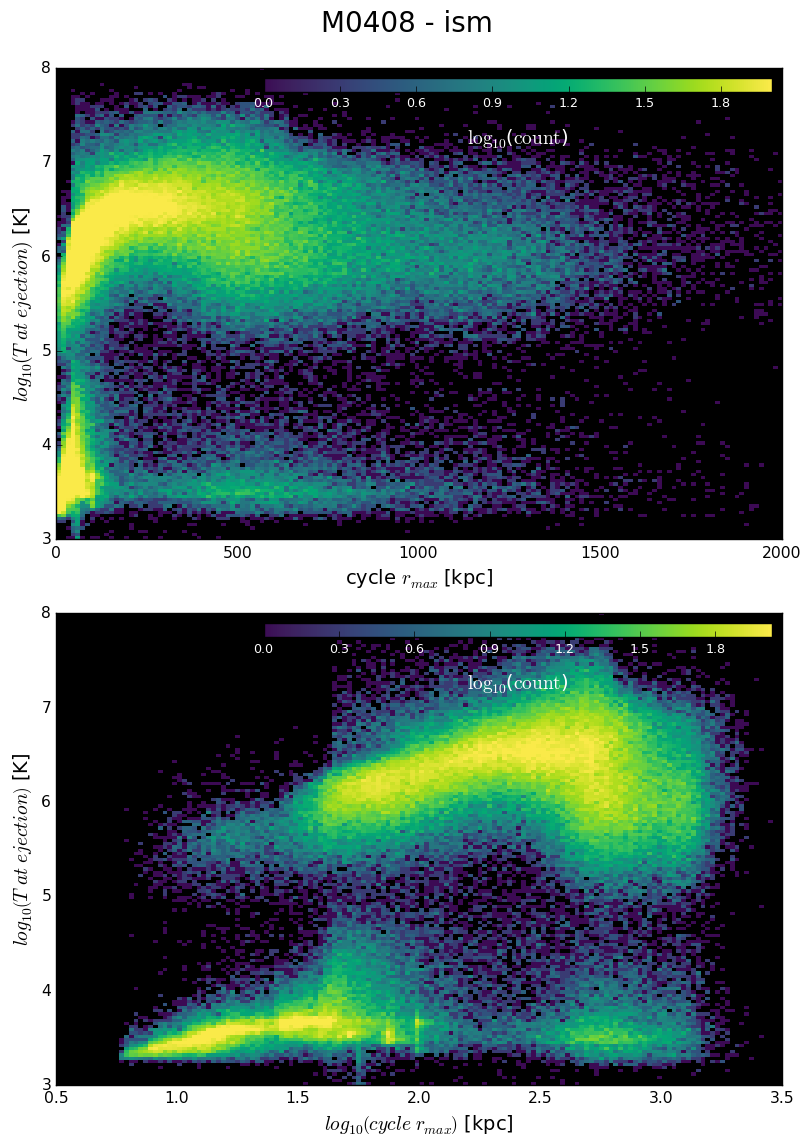 M0408 - ism
8
0.0 0.3 0.6 0.9 1.2 1.5 1.8
log10(count)
7
6
5
4
3
log10(T at ejection) [K]
0 500 1000 1500 2000
cycle rmax [kpc]
8
0.0 0.3 0.6 0.9 1.2 1.5 1.8
log10(count)
7
6
5
4
3
log10(T at ejection) [K]
0.5 1.0 1.5 2.0 2.5 3.0 3.5
log10(cycle rmax) [kpc]